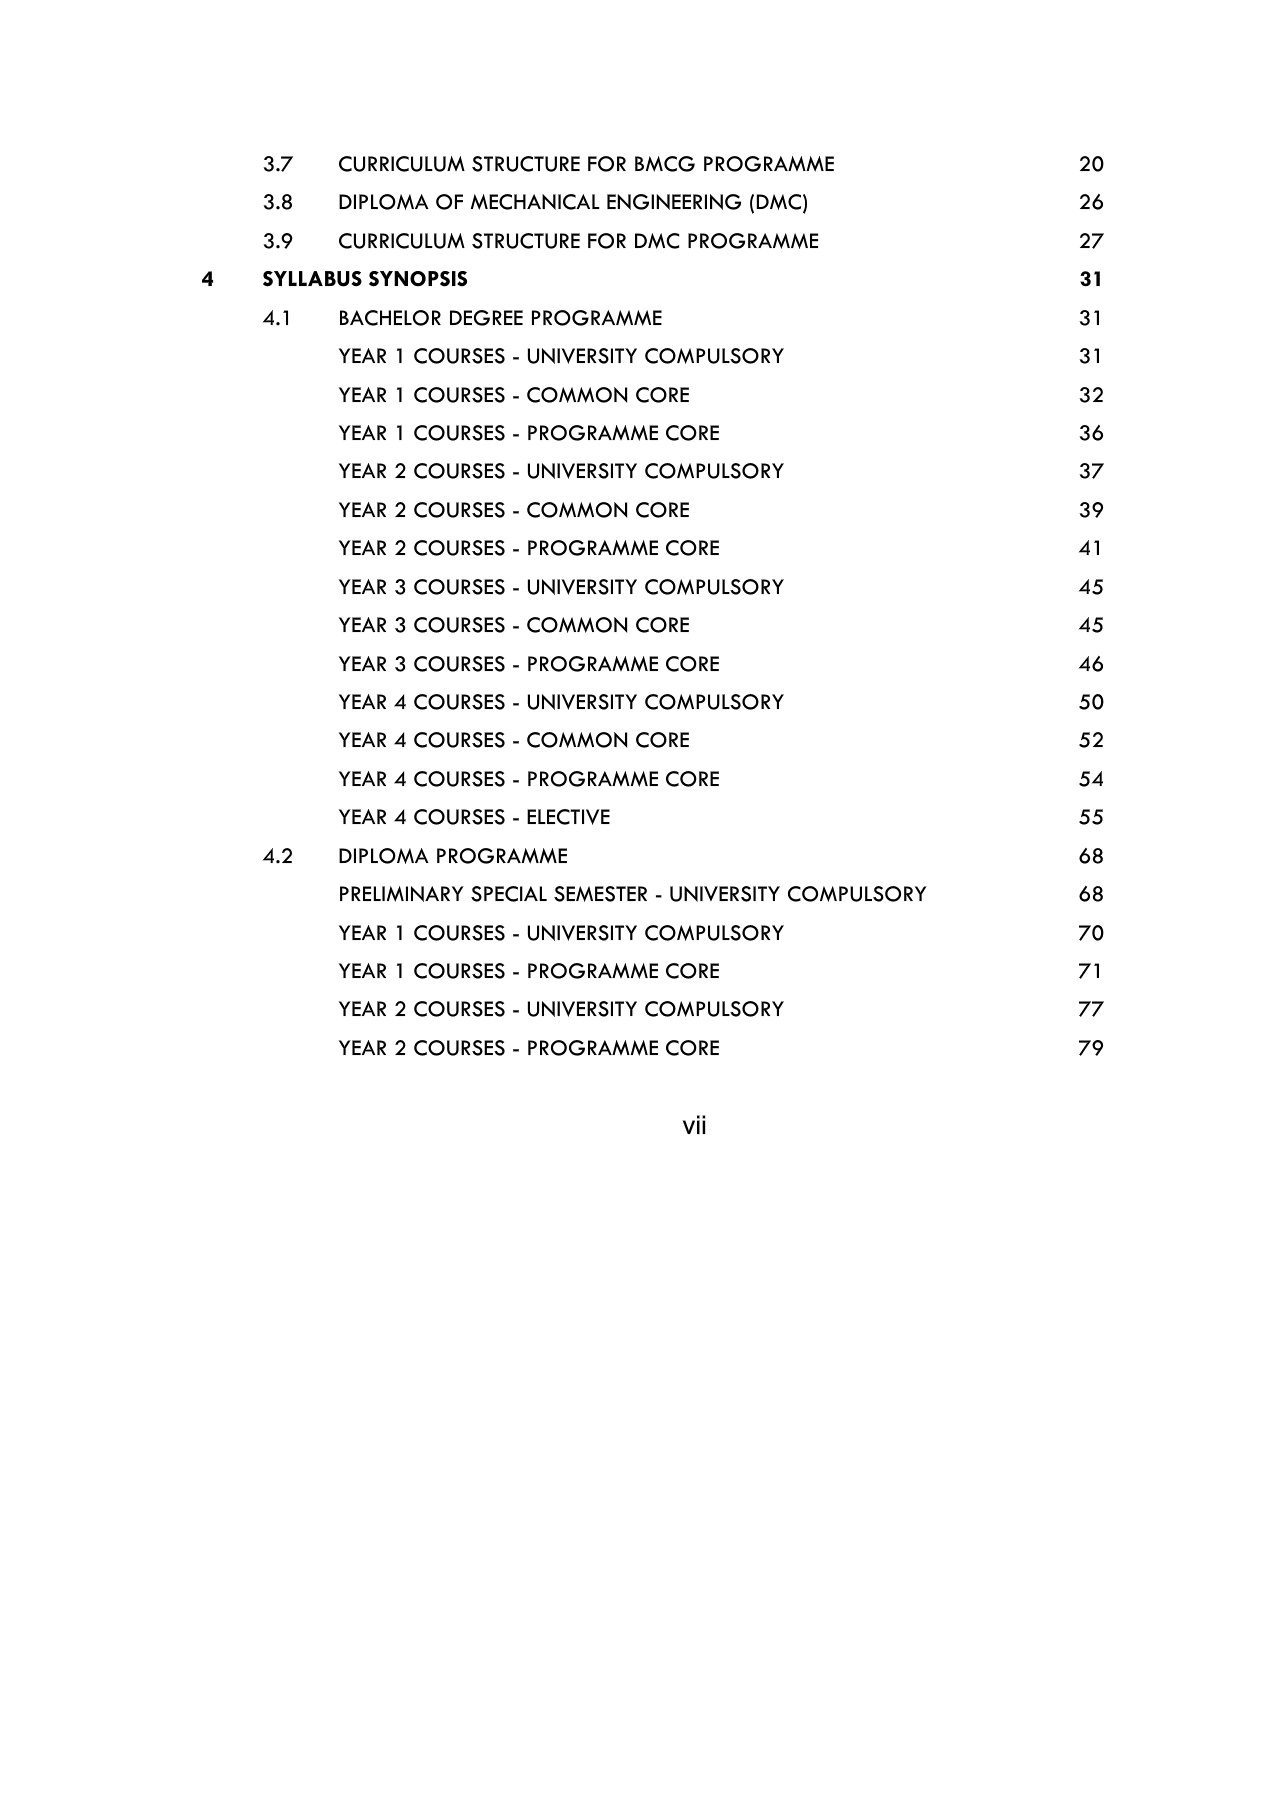 3.7 CURRICULUM STRUCTURE FOR BMCG PROGRAMME 20
3.8 DIPLOMA OF MECHANICAL ENGINEERING (DMC) 26
3.9 CURRICULUM STRUCTURE FOR DMC PROGRAMME 27
4 SYLLABUS SYNOPSIS 31
4.1 BACHELOR DEGREE PROGRAMME 31
YEAR 1 COURSES - UNIVERSITY COMPULSORY 31
YEAR 1 COURSES - COMMON CORE 32
YEAR 1 COURSES - PROGRAMME CORE 36
YEAR 2 COURSES - UNIVERSITY COMPULSORY 37
YEAR 2 COURSES - COMMON CORE 39
YEAR 2 COURSES - PROGRAMME CORE 41
YEAR 3 COURSES - UNIVERSITY COMPULSORY 45
YEAR 3 COURSES - COMMON CORE 45
YEAR 3 COURSES - PROGRAMME CORE 46
YEAR 4 COURSES - UNIVERSITY COMPULSORY 50
YEAR 4 COURSES - COMMON CORE 52
YEAR 4 COURSES - PROGRAMME CORE 54
YEAR 4 COURSES - ELECTIVE 55
4.2 DIPLOMA PROGRAMME 68
PRELIMINARY SPECIAL SEMESTER - UNIVERSITY COMPULSORY 68
YEAR 1 COURSES - UNIVERSITY COMPULSORY 70
YEAR 1 COURSES - PROGRAMME CORE 71
YEAR 2 COURSES - UNIVERSITY COMPULSORY 77
YEAR 2 COURSES - PROGRAMME CORE 79
vii